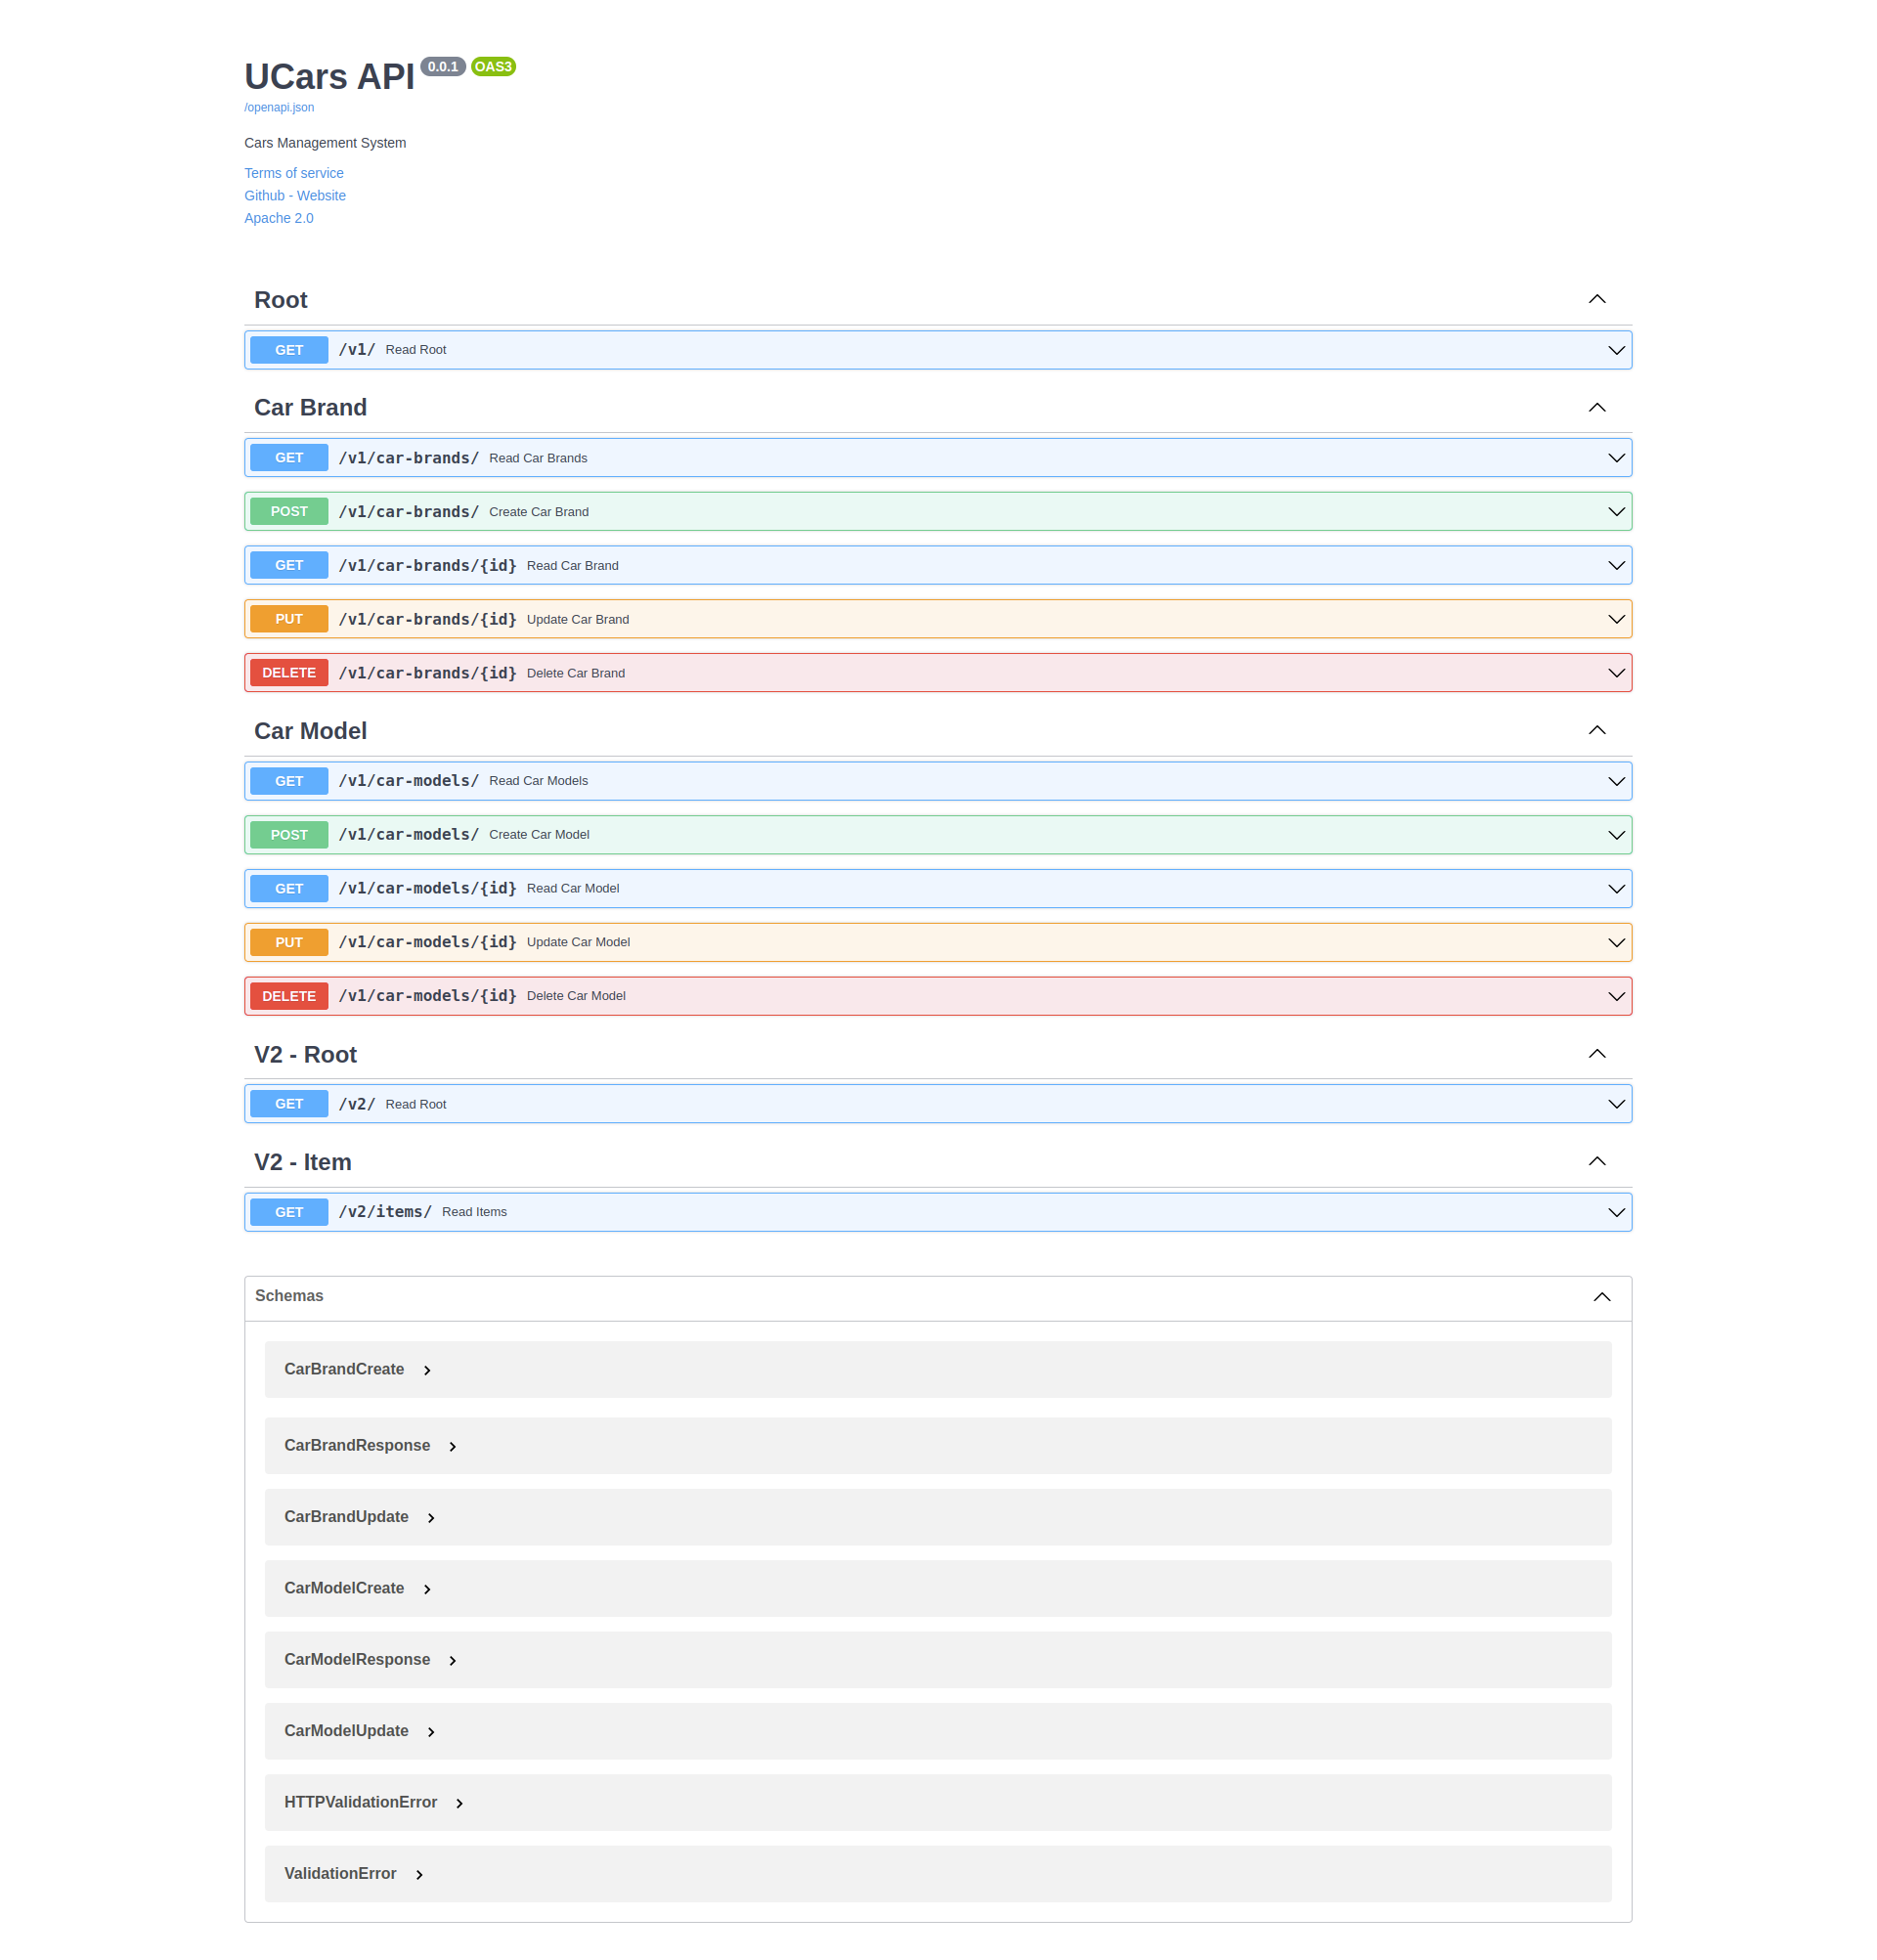 UCars API 0.0.1 OAS3
/openapi.json
Cars Management System
Terms of service
Github - Website
Apache 2.0
Root
GET /v1/ Read Root
Car Brand
GET /v1/car-brands/ Read Car Brands
POST /v1/car-brands/ Create Car Brand
GET /v1/car-brands/{id} Read Car Brand
PUT /v1/car-brands/{id} Update Car Brand
DELETE /v1/car-brands/{id} Delete Car Brand
Car Model
GET /v1/car-models/ Read Car Models
POST /v1/car-models/ Create Car Model
GET /v1/car-models/{id} Read Car Model
PUT /v1/car-models/{id} Update Car Model
DELETE /v1/car-models/{id} Delete Car Model
V2 - Root
GET /v2/ Read Root
V2 - Item
GET /v2/items/ Read Items
Schemas
CarBrandCreate
CarBrandResponse
CarBrandUpdate
CarModelCreate
CarModelResponse
CarModelUpdate
HTTPValidationError
ValidationError